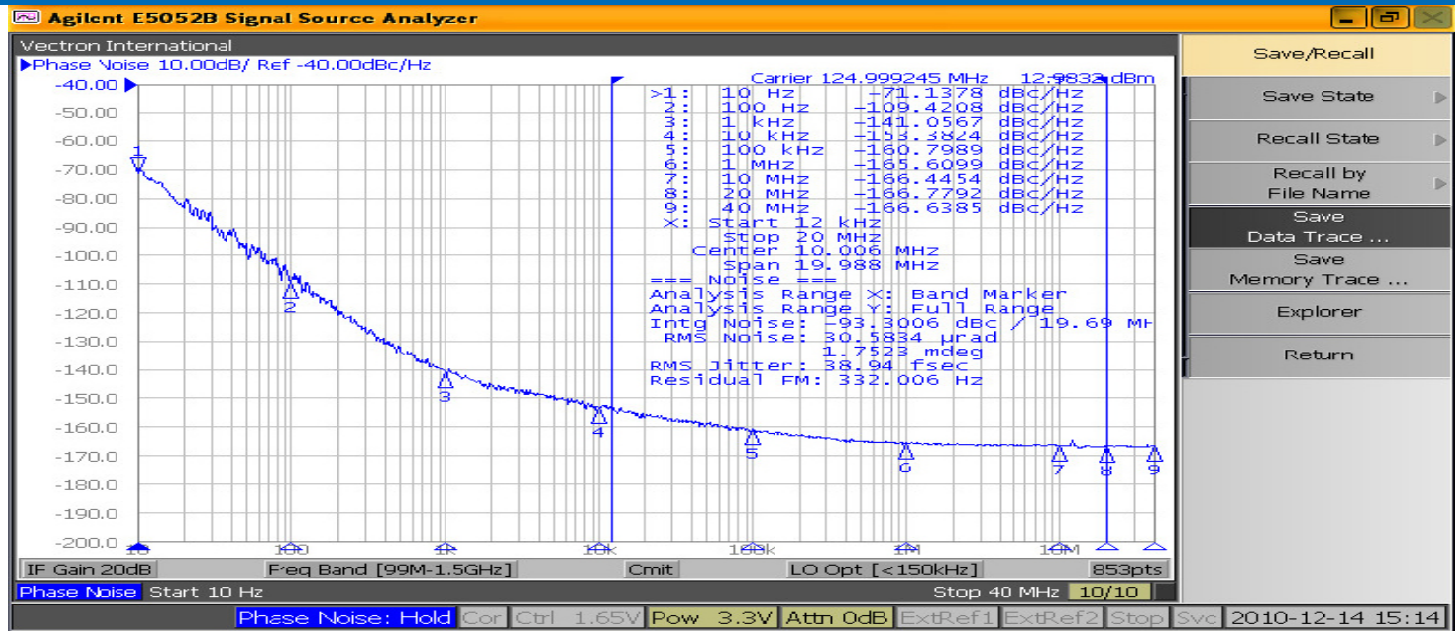 Agilent E5052B Signal Source Analyzer
Vectron International
Phase Noise 10.00dB/ Ref -40.00dBc/Hz
Carrier 124.999245 MHz 12.9832 dBm
>1: 10 Hz -71.1378 dBc/Hz
2: 100 Hz -109.4208 dBc/Hz
3: 1 kHz -141.0567 dBc/Hz
4: 10 kHz -153.3824 dBc/Hz
5: 100 kHz -160.7989 dBc/Hz
6: 1 MHz -165.6099 dBc/Hz
7: 10 MHz -166.4454 dBc/Hz
8: 20 MHz -166.7792 dBc/Hz
9: 40 MHz -166.6385 dBc/Hz
X: Start 12 kHz
Stop 20 MHz
Center 10.006 MHz
Span 19.988 MHz
=== Noise ===
Analysis Range X: Band Marker
Analysis Range Y: Full Range
Intg Noise: -93.3006 dBc / 19.69 MH
RMS Noise: 30.5834 µrad
1.7523 mdeg
RMS Jitter: 38.94 fsec
Residual FM: 332.006 Hz
-40.00
-50.00
-60.00
-70.00
-80.00
-90.00
-100.0
-110.0
-120.0
-130.0
-140.0
-150.0
-160.0
-170.0
-180.0
-190.0
-200.0
1
2
3
4
5
6
7
8
9
10 100 1k 10k 100k 1M 10M
IF Gain 20dB Freq Band [99M-1.5GHz] Omit LO Opt [<150kHz] 853pts
Phase Noise Start 10 Hz Stop 40 MHz 10/10
Phase Noise: Hold Cor Ctrl 1.65V Pow 3.3V Attn 0dB ExtRef1 ExtRef2 Stop Svc 2010-12-14 15:14
Save/Recall
Save State
Recall State
Recall by
File Name
Save
Data Trace ...
Save
Memory Trace ...
Explorer
Return